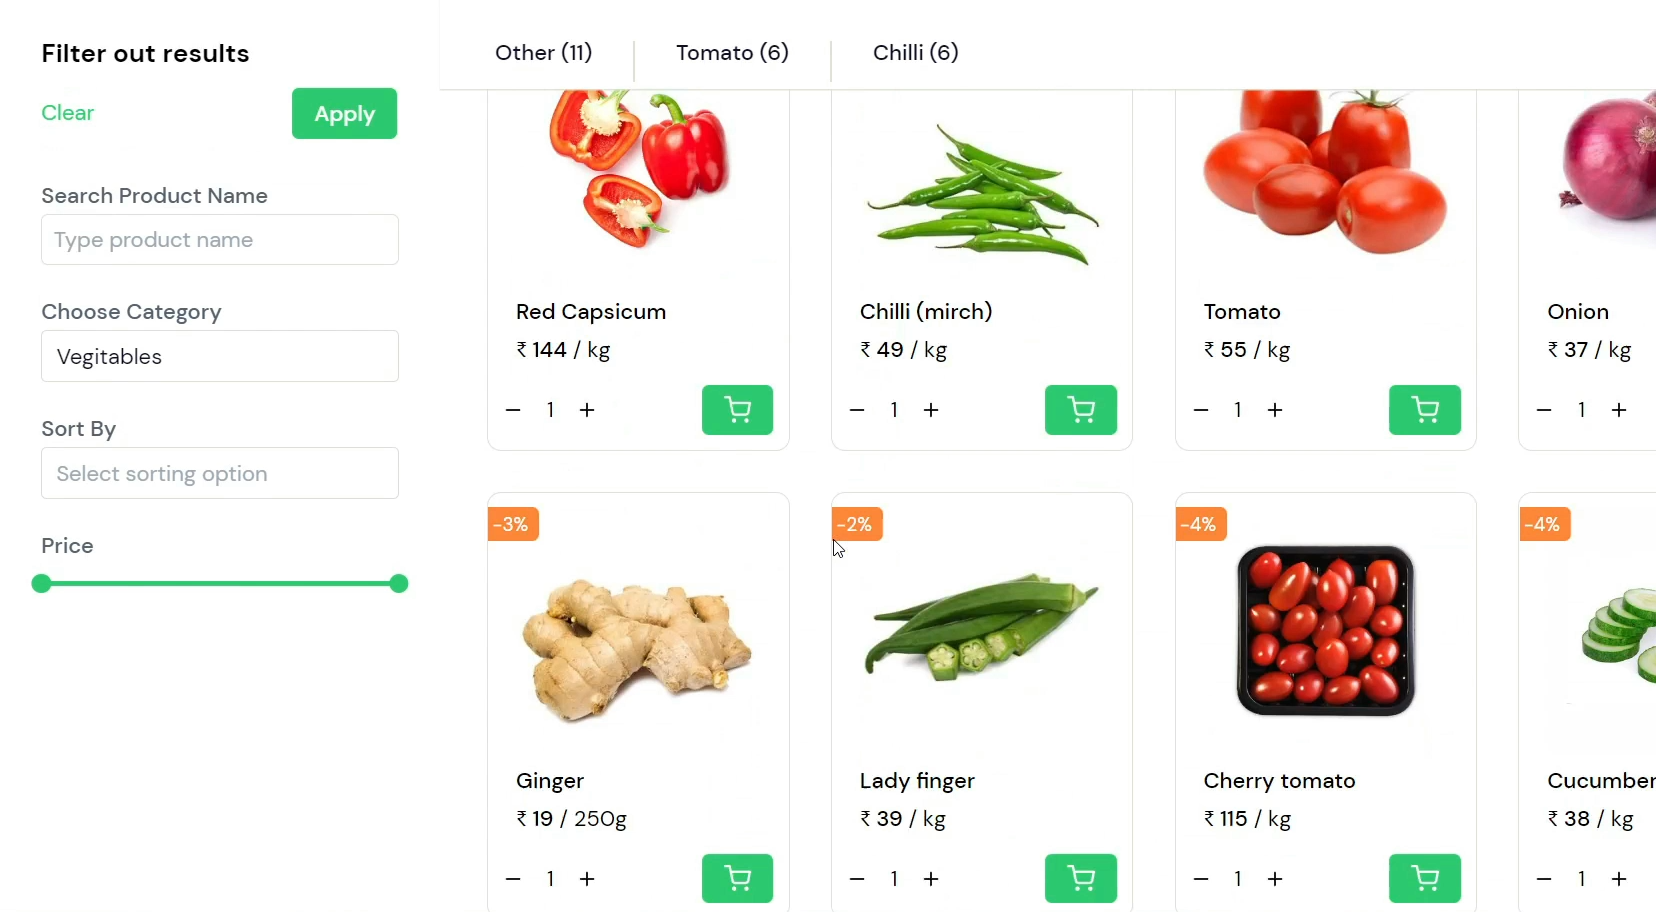 Filter out results
Clear
Apply
Search Product Name
Type product name
Choose Category
Vegitables
Sort By
Select sorting option
Price
Other (11)
Tomato (6)
Chilli (6)
Red Capsicum
₹ 144 / kg
1
Chilli (mirch)
₹ 49 / kg
1
Tomato
₹ 55 / kg
1
Onion
₹ 37 / kg
1
-3%
Ginger
₹ 19 / 250g
1
-2%
Lady finger
₹ 39 / kg
1
-4%
Cherry tomato
₹ 115 / kg
1
-4%
Cucumber
₹ 38 / kg
1